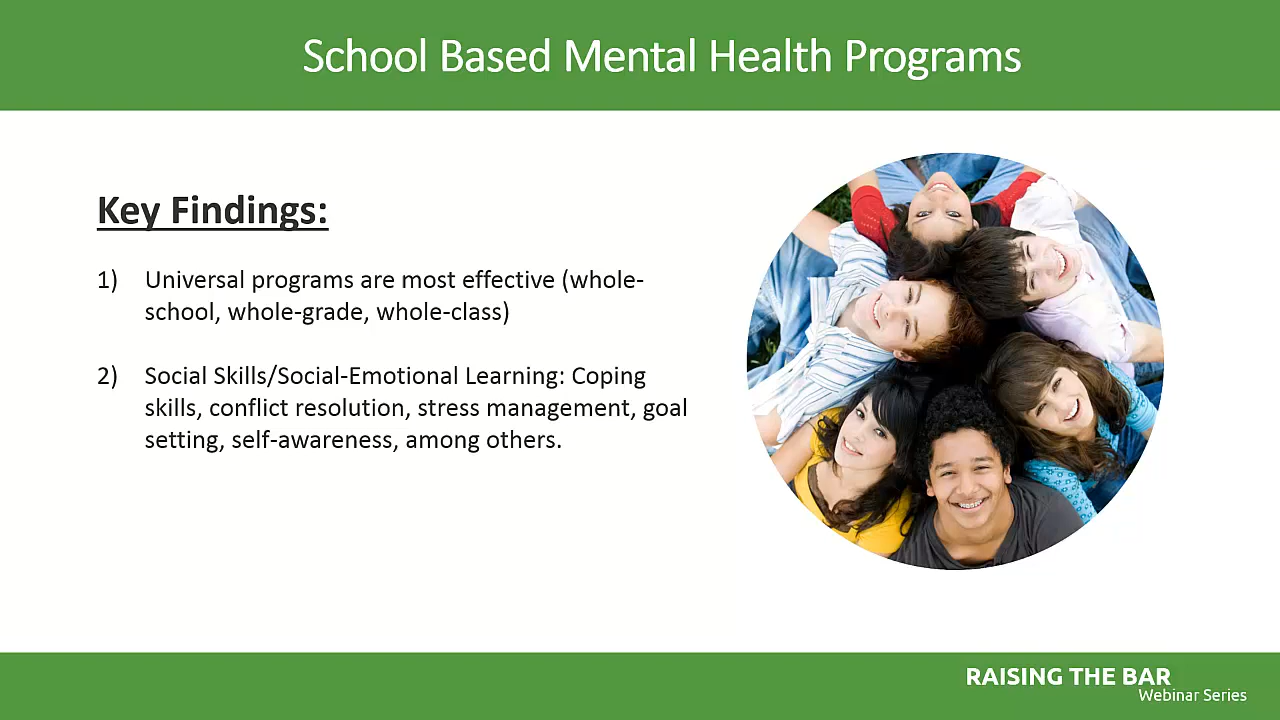 School Based Mental Health Programs
Key Findings:
1) Universal programs are most effective (whole-
school, whole-grade, whole-class)
2) Social Skills/Social-Emotional Learning: Coping
skills, conflict resolution, stress management, goal
setting, self-awareness, among others.
RAISING THE BAR
Webinar Series